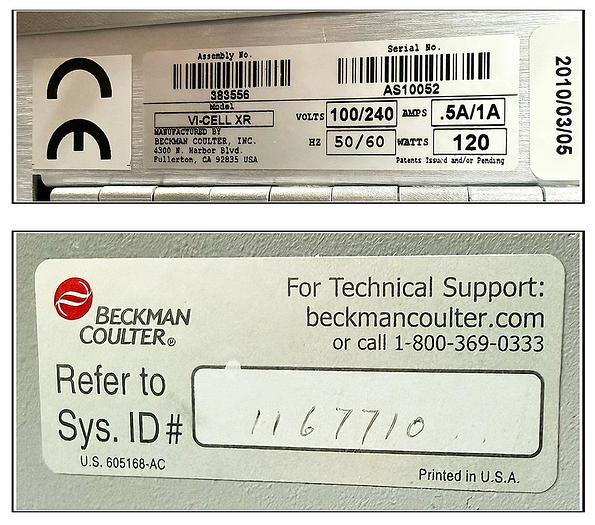 CE
Assembly No.
383556
Serial No.
AS10052
Model
VI-CELL XR
MANUFACTURED BY
BECKMAN COULTER, INC.
4300 N. Harbor Blvd.
Fullerton, CA 92835 USA
VOLTS 100/240 AMPS .5A/1A
HZ 50/60 WATTS 120
Patents Issued and/or Pending
2010/03/05
BECKMAN
COULTER®
For Technical Support:
beckmancoulter.com
or call 1-800-369-0333
Refer to
Sys. ID #
1167710
U.S. 605168-AC
Printed in U.S.A.